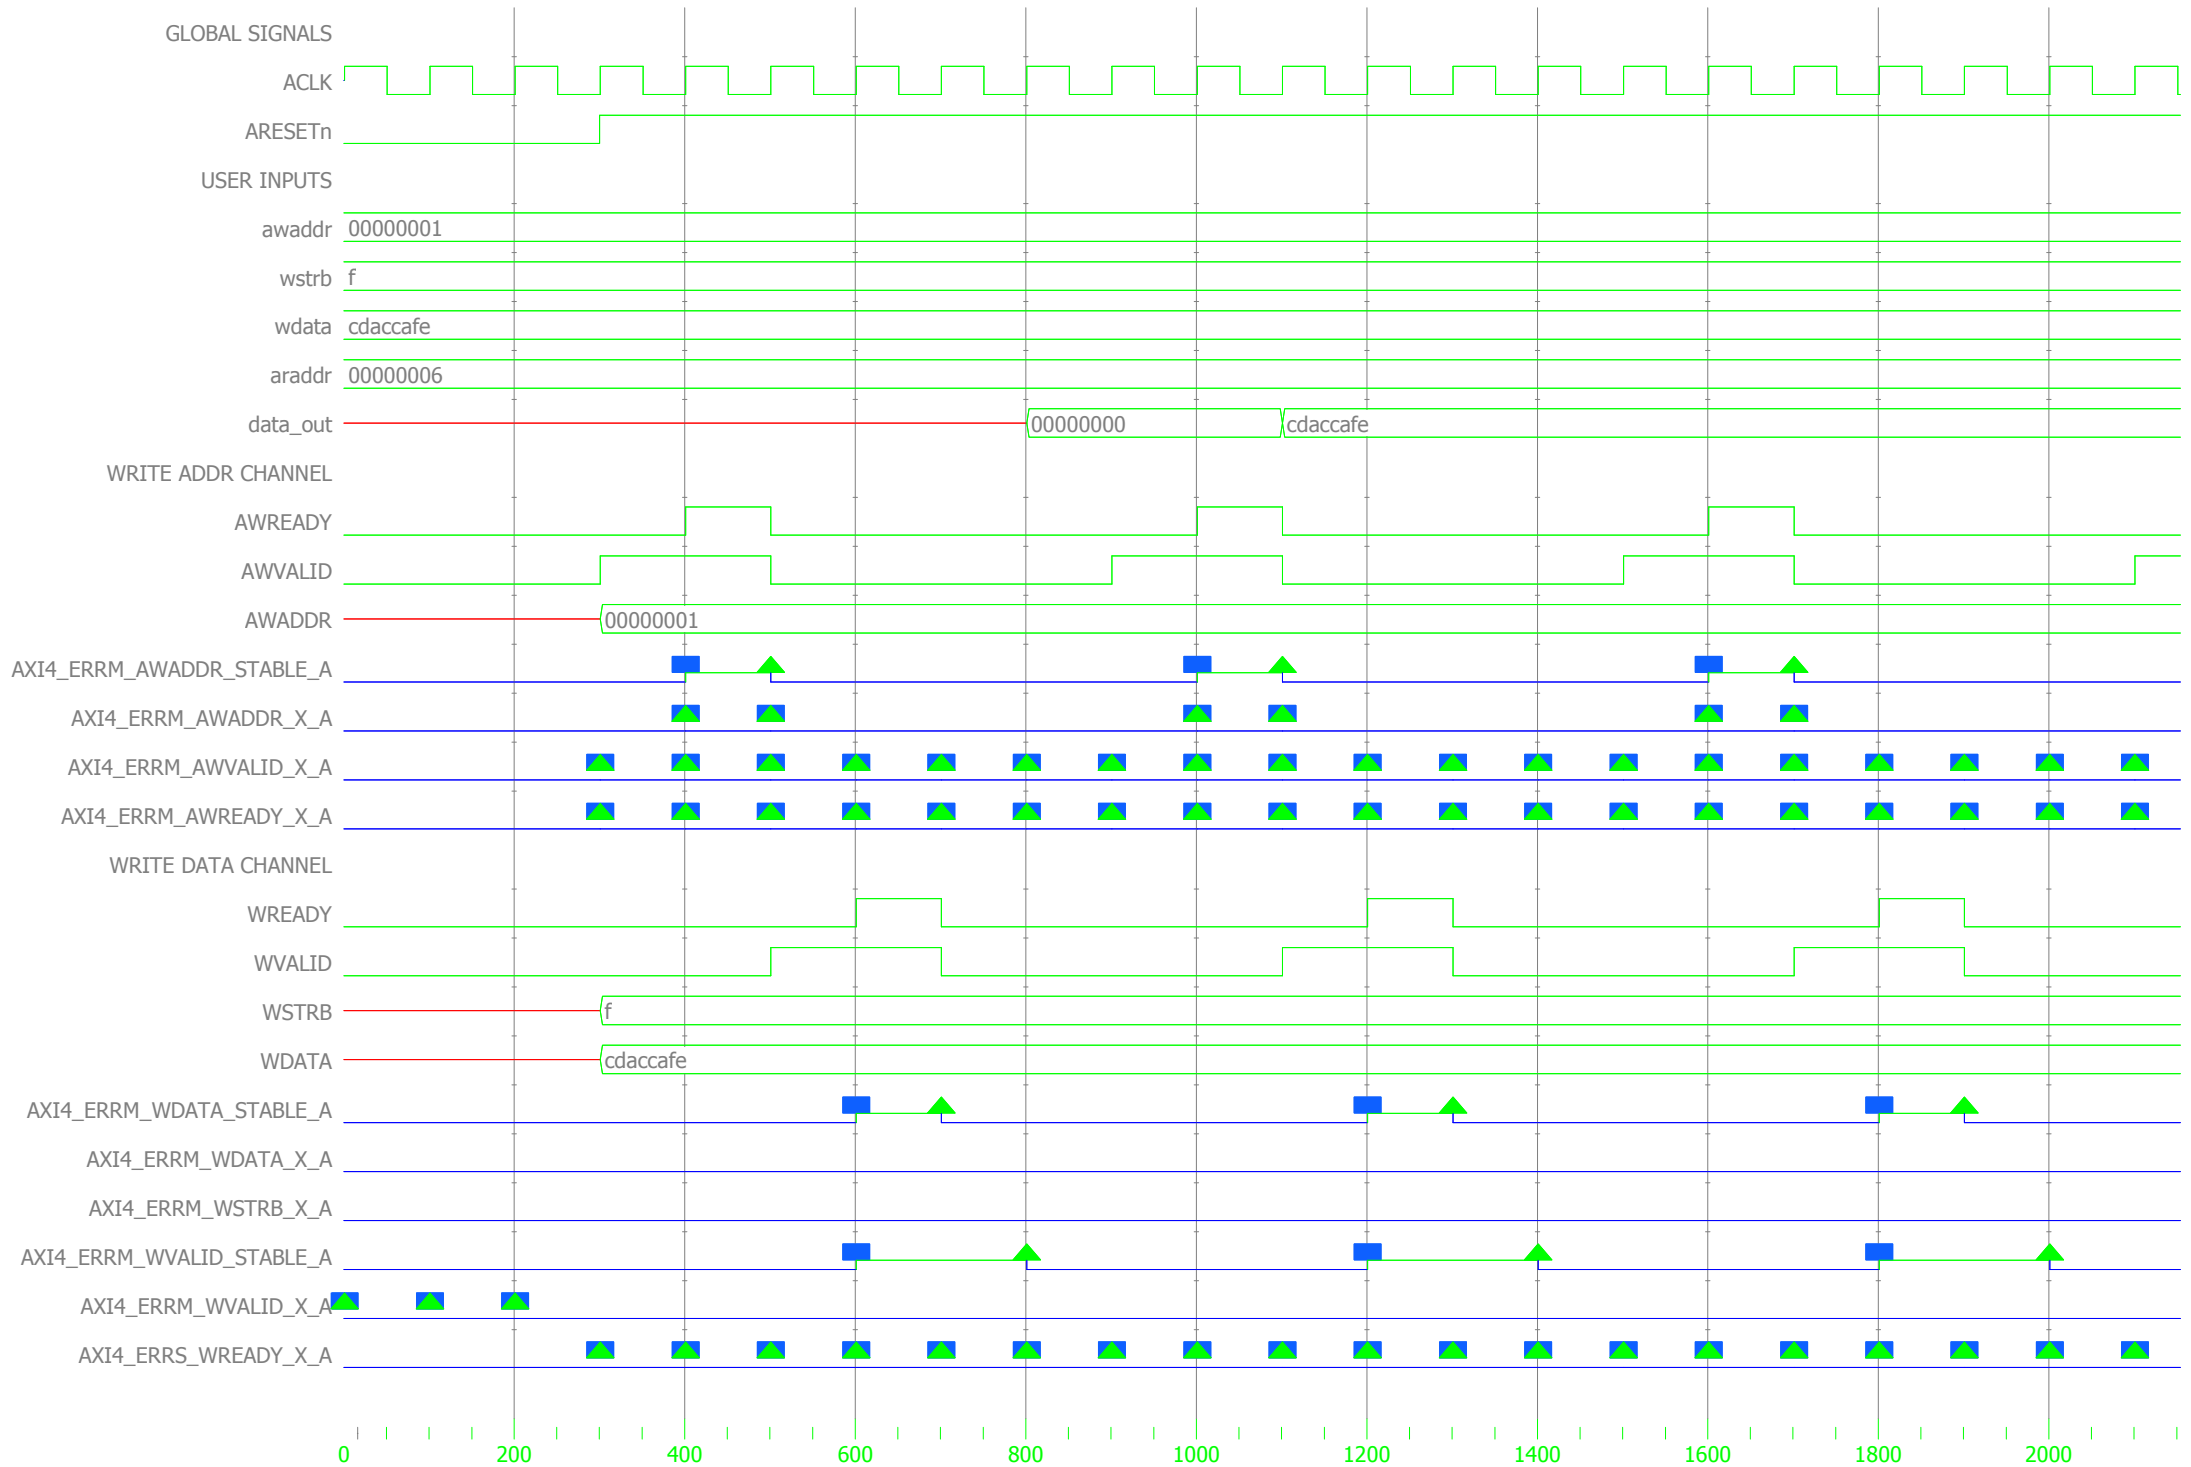 GLOBAL SIGNALS
ACLK
ARESETn
USER INPUTS
awaddr 00000001
wstrb f
wdata cdaccafe
araddr 00000006
data_out 00000000 cdaccafe
WRITE ADDR CHANNEL
AWREADY
AWVALID
AWADDR 00000001
AXI4_ERRM_AWADDR_STABLE_A
AXI4_ERRM_AWADDR_X_A
AXI4_ERRM_AWVALID_X_A
AXI4_ERRM_AWREADY_X_A
WRITE DATA CHANNEL
WREADY
WVALID
WSTRB f
WDATA cdaccafe
AXI4_ERRM_WDATA_STABLE_A
AXI4_ERRM_WDATA_X_A
AXI4_ERRM_WSTRB_X_A
AXI4_ERRM_WVALID_STABLE_A
AXI4_ERRM_WVALID_X_A
AXI4_ERRS_WREADY_X_A
0 200 400 600 800 1000 1200 1400 1600 1800 2000